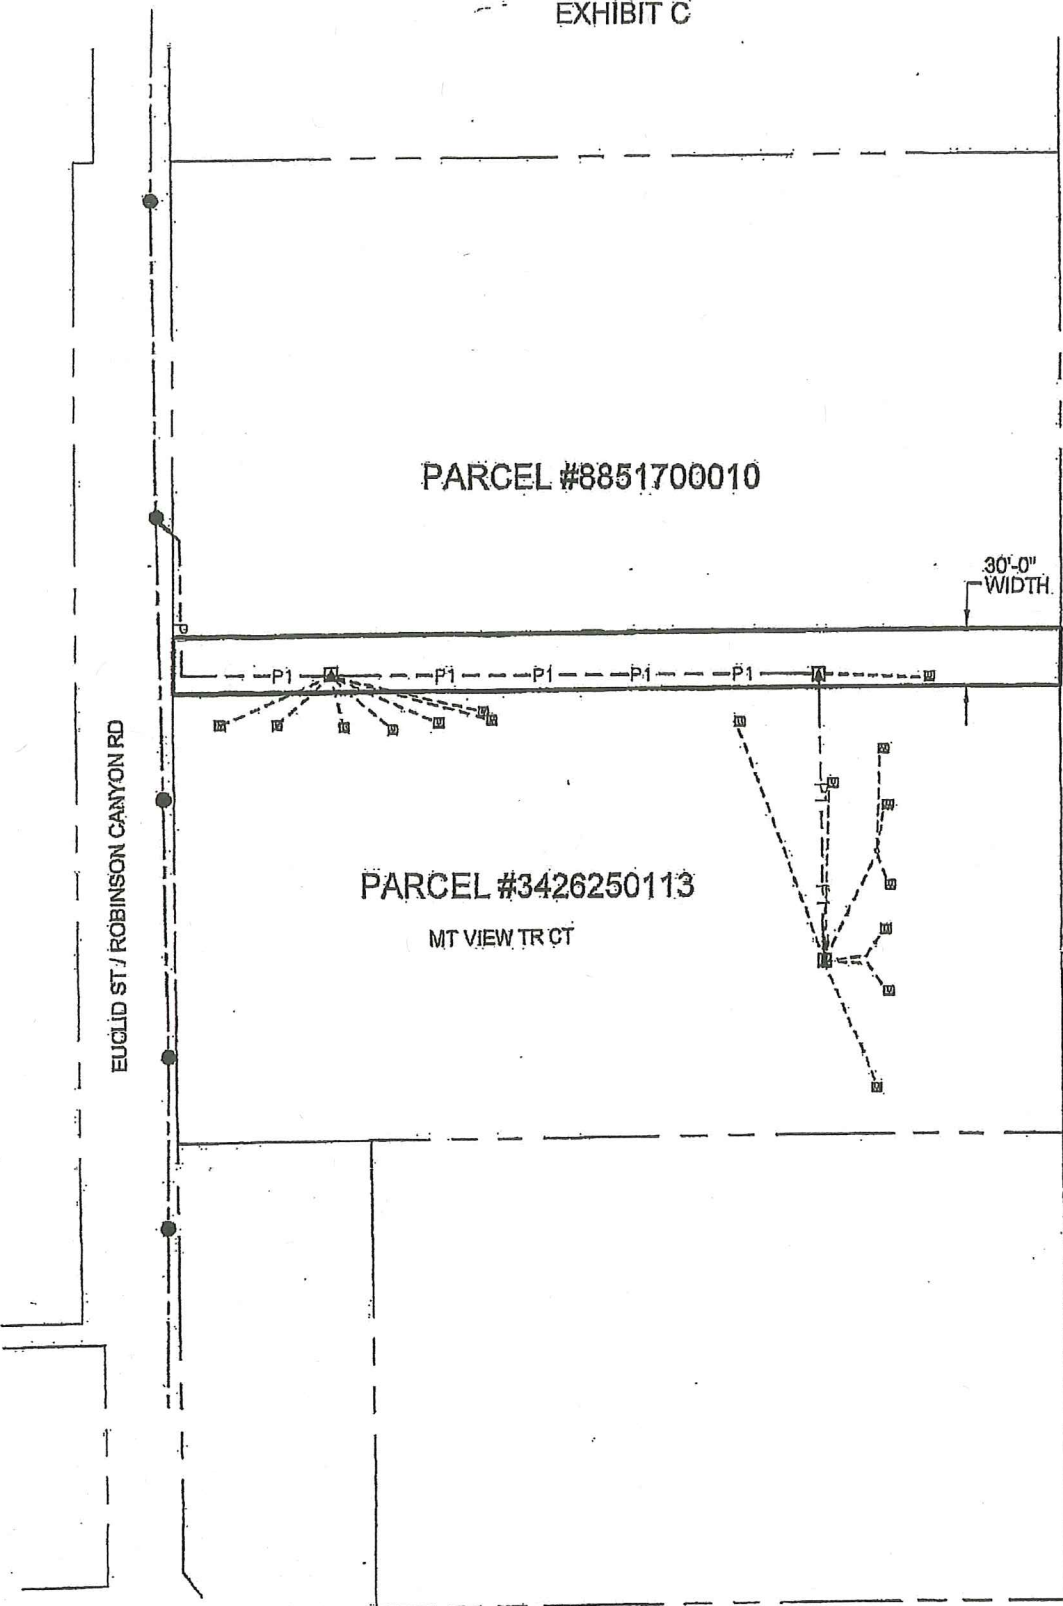 EXHIBIT C
PARCEL #8851700010
30'-0"
WIDTH
P1
P1
P1
P1
P1
EUCLID ST / ROBINSON CANYON RD
PARCEL #3426250113
MT VIEW TR CT